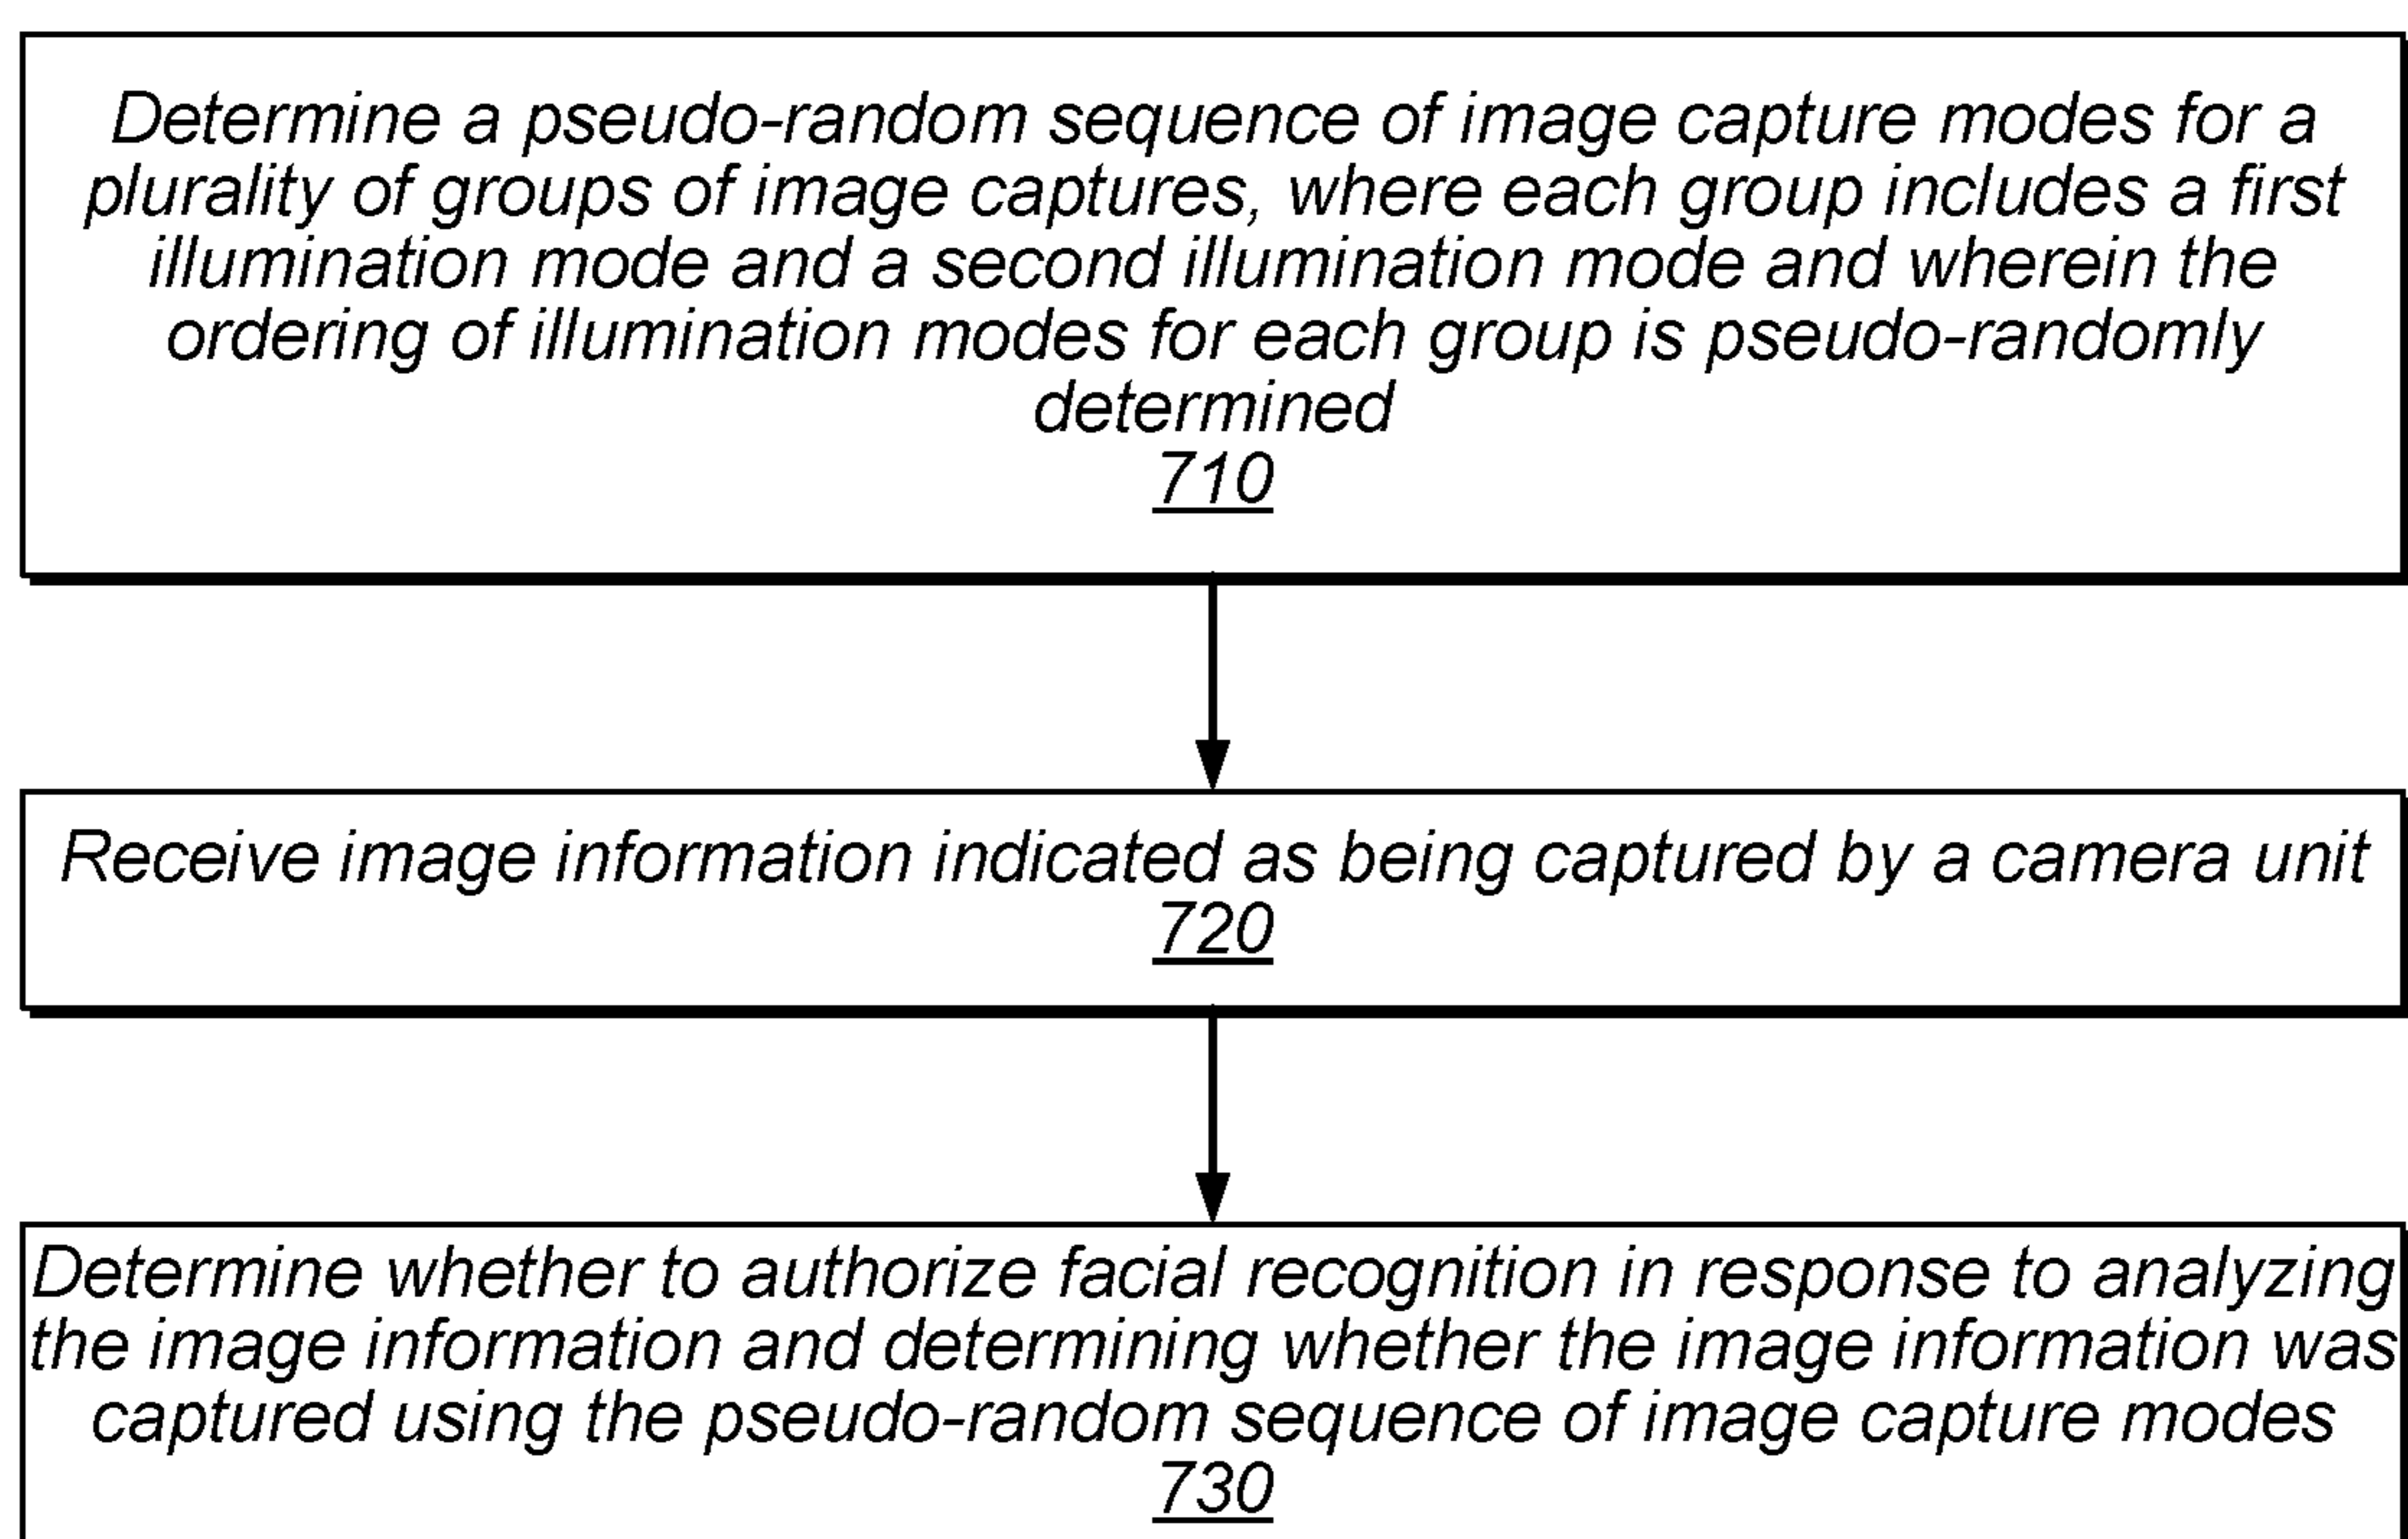 Determine a pseudo-random sequence of image capture modes for a
plurality of groups of image captures, where each group includes a first
illumination mode and a second illumination mode and wherein the
ordering of illumination modes for each group is pseudo-randomly
determined
710
Receive image information indicated as being captured by a camera unit
720
Determine whether to authorize facial recognition in response to analyzing
the image information and determining whether the image information was
captured using the pseudo-random sequence of image capture modes
730